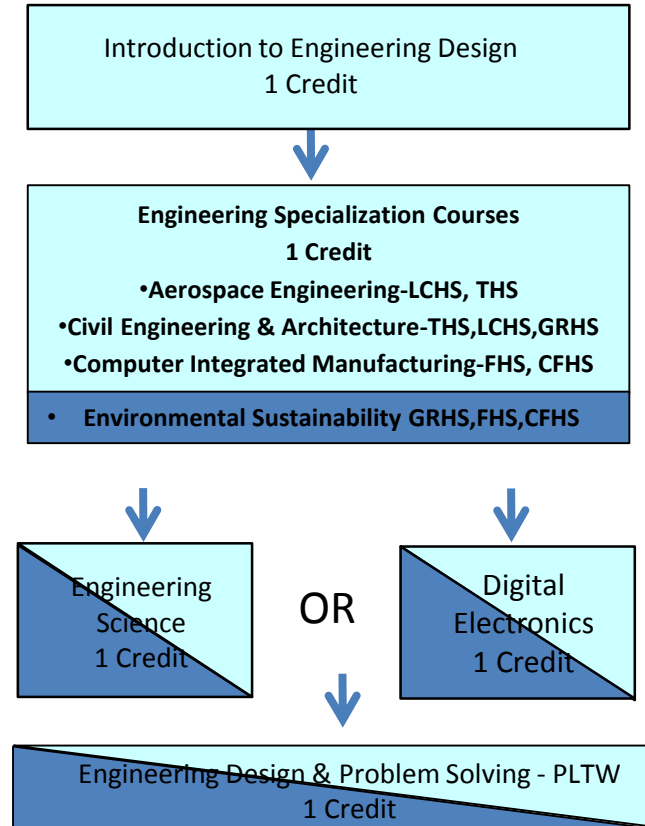 Introduction to Engineering Design
1 Credit
Engineering Specialization Courses
1 Credit
•Aerospace Engineering-LCHS, THS
•Civil Engineering & Architecture-THS,LCHS,GRHS
•Computer Integrated Manufacturing-FHS, CFHS
• Environmental Sustainability GRHS,FHS,CFHS
Engineering
Science
1 Credit
OR
Digital
Electronics
1 Credit
Engineering Design & Problem Solving - PLTW
1 Credit